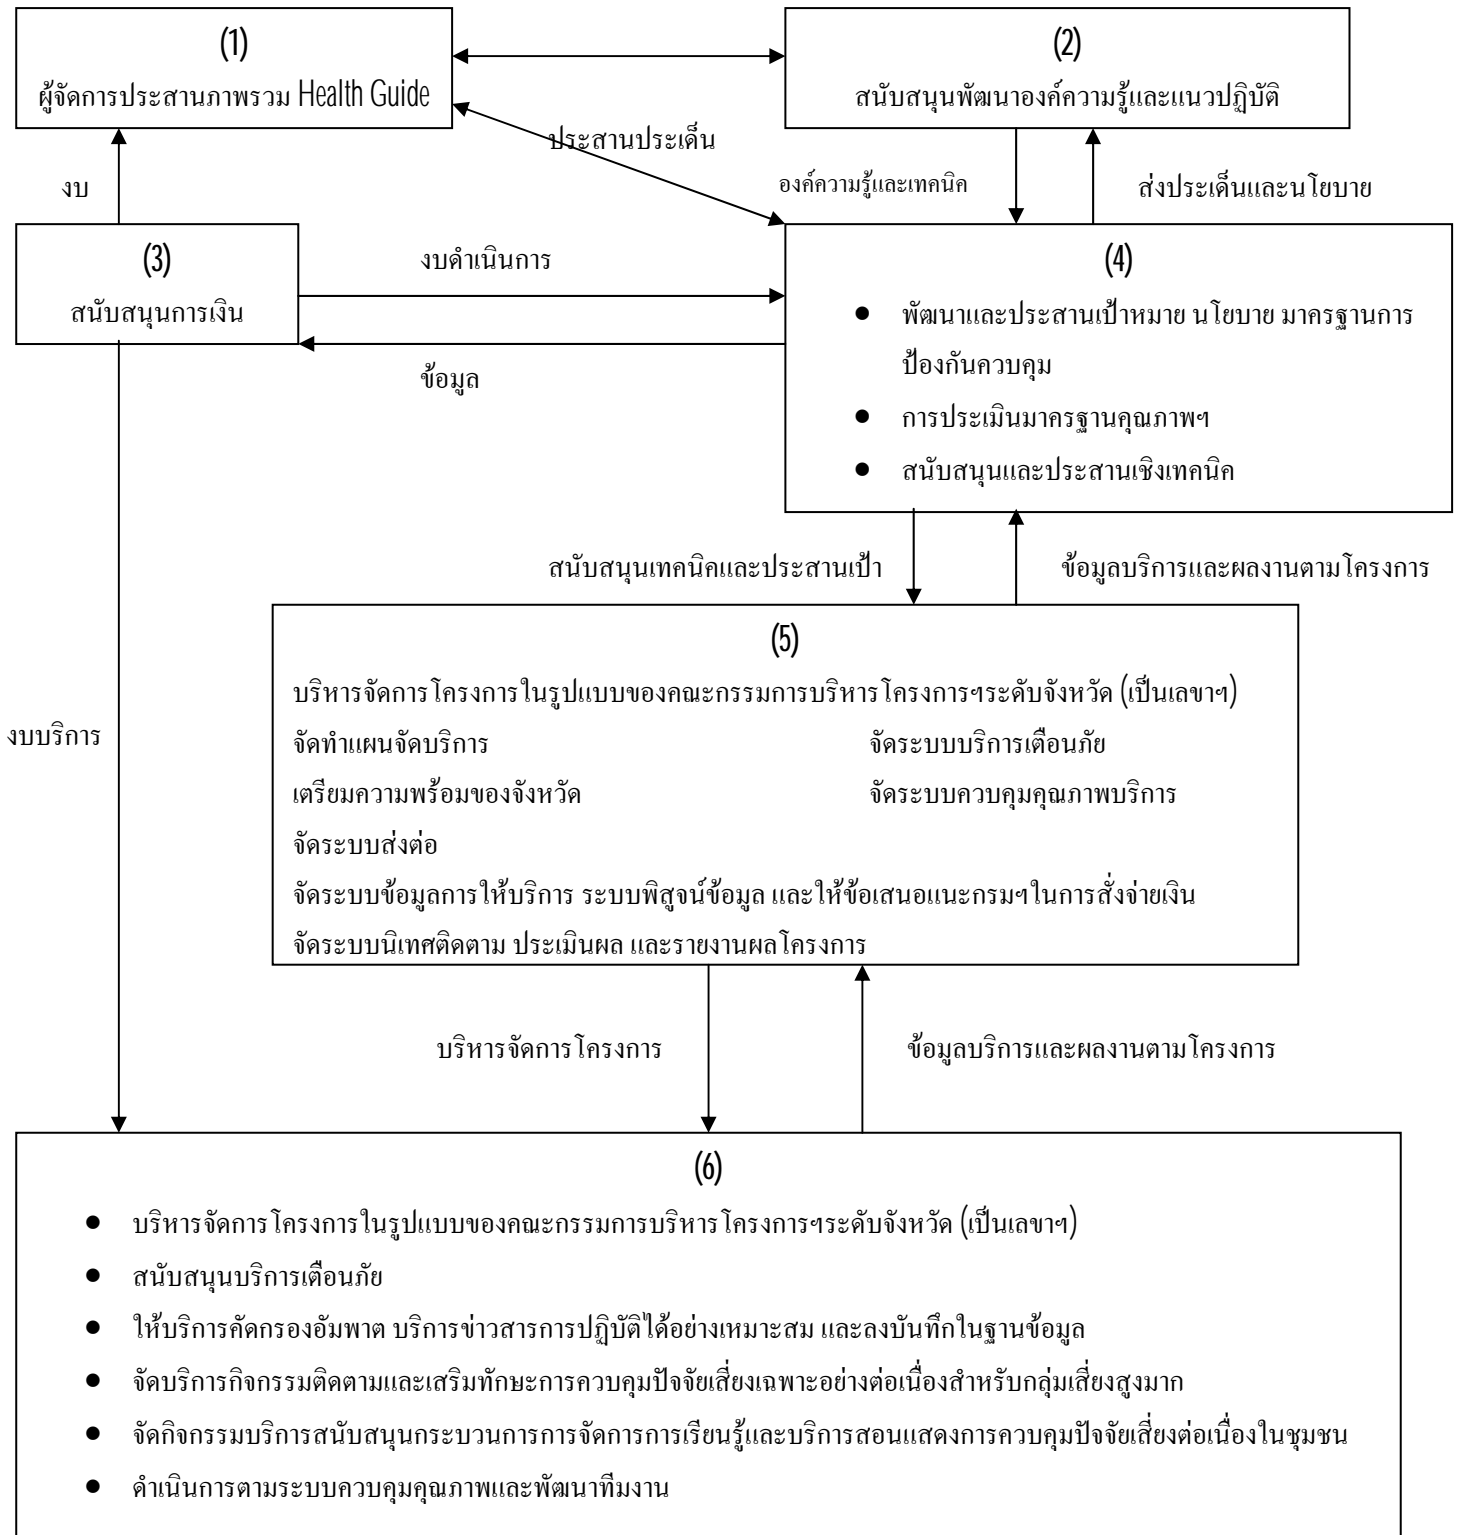 (1)
ผู้จัดการประสานภาพรวม Health Guide
(2)
สนับสนุนพัฒนาองค์ความรู้และแนวปฏิบัติ
ประสานประเด็น
งบ
องค์ความรู้และเทคนิค
ส่งประเด็นและนโยบาย
(3)
สนับสนุนการเงิน
งบดำเนินการ
ข้อมูล
(4)
● พัฒนาและประสานเป้าหมาย นโยบาย มาตรฐานการ
ป้องกันควบคุม
● การประเมินมาตรฐานคุณภาพฯ
● สนับสนุนและประสานเชิงเทคนิค
สนับสนุนเทคนิคและประสานเป้า
ข้อมูลบริการและผลงานตามโครงการ
(5)
บริหารจัดการโครงการในรูปแบบของคณะกรรมการบริหารโครงการฯระดับจังหวัด (เป็นเลขาฯ)
จัดทำแผนจัดบริการ จัดระบบบริการเตือนภัย
เตรียมความพร้อมของจังหวัด จัดระบบควบคุมคุณภาพบริการ
จัดระบบส่งต่อ
จัดระบบข้อมูลการให้บริการ ระบบพิสูจน์ข้อมูล และให้ข้อเสนอแนะกรมฯในการสั่งจ่ายเงิน
จัดระบบนิเทศติดตาม ประเมินผล และรายงานผลโครงการ
งบบริการ
บริหารจัดการโครงการ
ข้อมูลบริการและผลงานตามโครงการ
(6)
● บริหารจัดการโครงการในรูปแบบของคณะกรรมการบริหารโครงการฯระดับจังหวัด (เป็นเลขาฯ)
● สนับสนุนบริการเตือนภัย
● ให้บริการคัดกรองอัมพาต บริการข่าวสารการปฏิบัติได้อย่างเหมาะสม และลงบันทึกในฐานข้อมูล
● จัดบริการกิจกรรมติดตามและเสริมทักษะการควบคุมปัจจัยเสี่ยงเฉพาะอย่างต่อเนื่องสำหรับกลุ่มเสี่ยงสูงมาก
● จัดกิจกรรมบริการสนับสนุนกระบวนการการจัดการการเรียนรู้และบริการสอนแสดงการควบคุมปัจจัยเสี่ยงต่อเนื่องในชุมชน
● ดำเนินการตามระบบควบคุมคุณภาพและพัฒนาทีมงาน